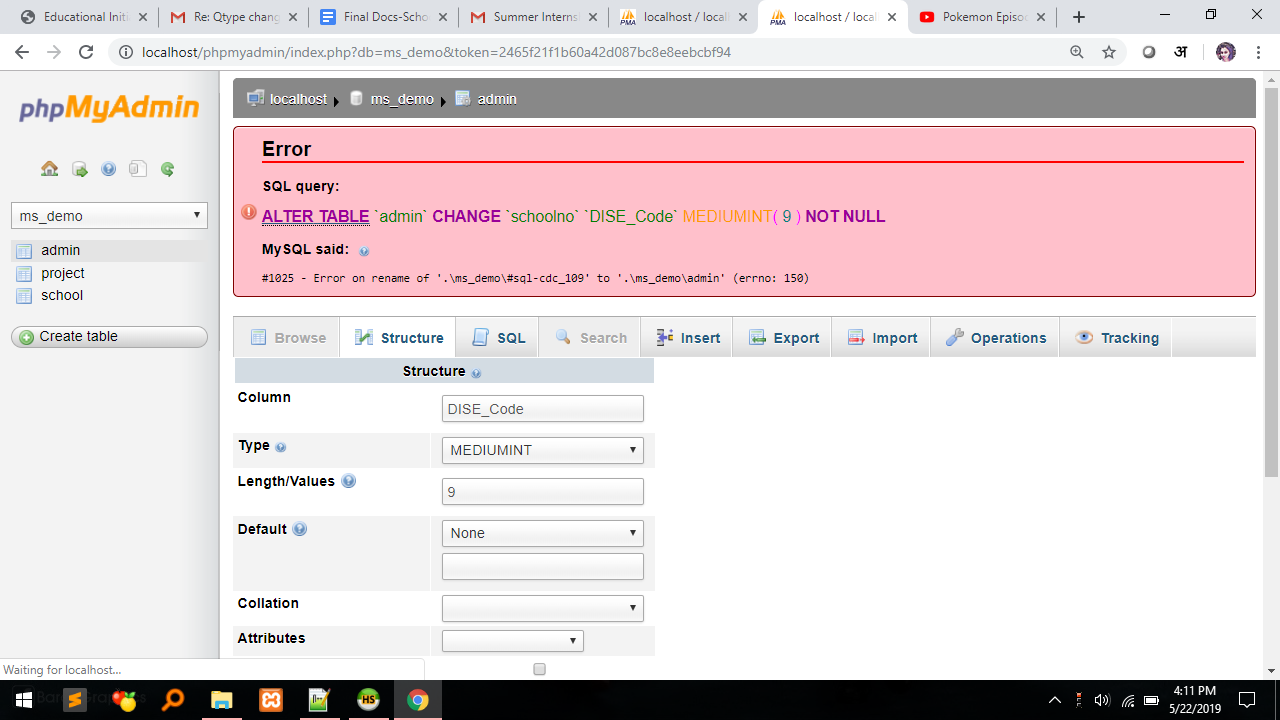 Educational Initi
Re: Qtype chang
Final Docs-Scho
Summer Interns
localhost / local
localhost / local
Pokemon Episo
localhost/phpmyadmin/index.php?db=ms_demo&token=2465f21f1b60a42d087bc8e8eebcbf94
अ
phpMyAdmin
ms_demo
admin
project
school
Create table
localhost
ms_demo
admin
Error
SQL query:
ALTER TABLE `admin` CHANGE `schoolno` `DISE_Code` MEDIUMINT( 9 ) NOT NULL
MySQL said:
#1025 - Error on rename of '.\ms_demo\#sql-cdc_109' to '.\ms_demo\admin' (errno: 150)
Browse
Structure
SQL
Search
Insert
Export
Import
Operations
Tracking
Structure
Column
DISE_Code
Type
MEDIUMINT
Length/Values
9
Default
None
Collation
Attributes
Waiting for localhost...
4:11 PM
5/22/2019